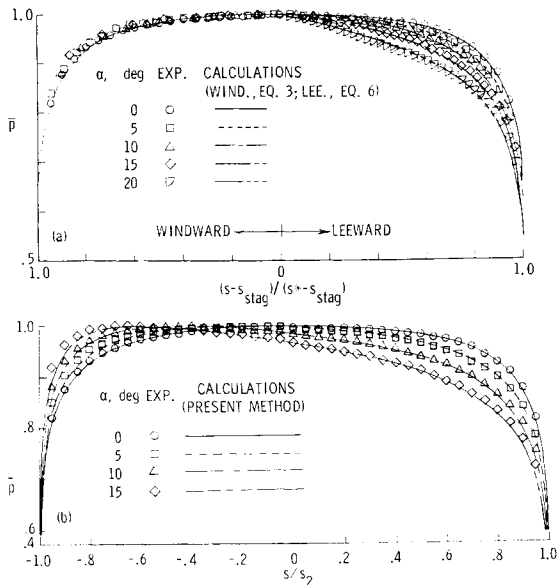 1.0
p̄
α, deg EXP. CALCULATIONS
(WIND., EQ. 3; LEE., EQ. 6)
0
5
10
15
20
(a)
WINDWARD LEEWARD
.5
1.0 0 1.0
(s-s_stag)/(s*-s_stag)
(b)
1.0
.8
p̄
α, deg EXP. CALCULATIONS
(PRESENT METHOD)
0
5
10
15
.6
.4
-1.0 -.8 -.6 -.4 -.2 0 .2 .4 .6 .8 1.0
s/s_2